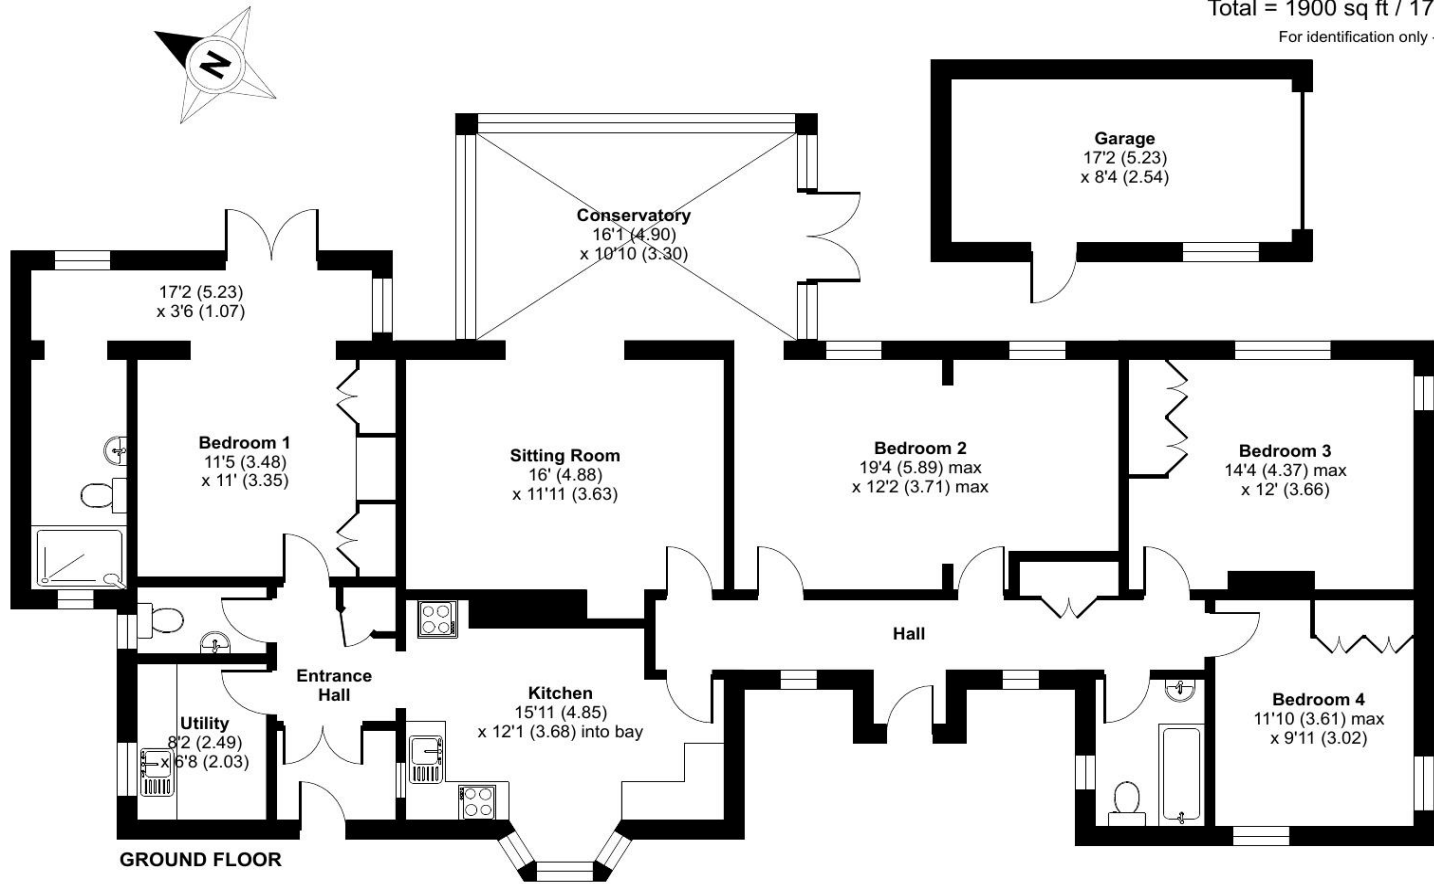 Total = 1900 sq ft / 17
For identification only -
N
Garage
17'2 (5.23)
x 8'4 (2.54)
Conservatory
16'1 (4.90)
x 10'10 (3.30)
17'2 (5.23)
x 3'6 (1.07)
Bedroom 1
11'5 (3.48)
x 11' (3.35)
Sitting Room
16' (4.88)
x 11'11 (3.63)
Bedroom 2
19'4 (5.89) max
x 12'2 (3.71) max
Bedroom 3
14'4 (4.37) max
x 12' (3.66)
Hall
Entrance
Hall
Kitchen
15'11 (4.85)
x 12'1 (3.68) into bay
Utility
8'2 (2.49)
x 6'8 (2.03)
Bedroom 4
11'10 (3.61) max
x 9'11 (3.02)
GROUND FLOOR